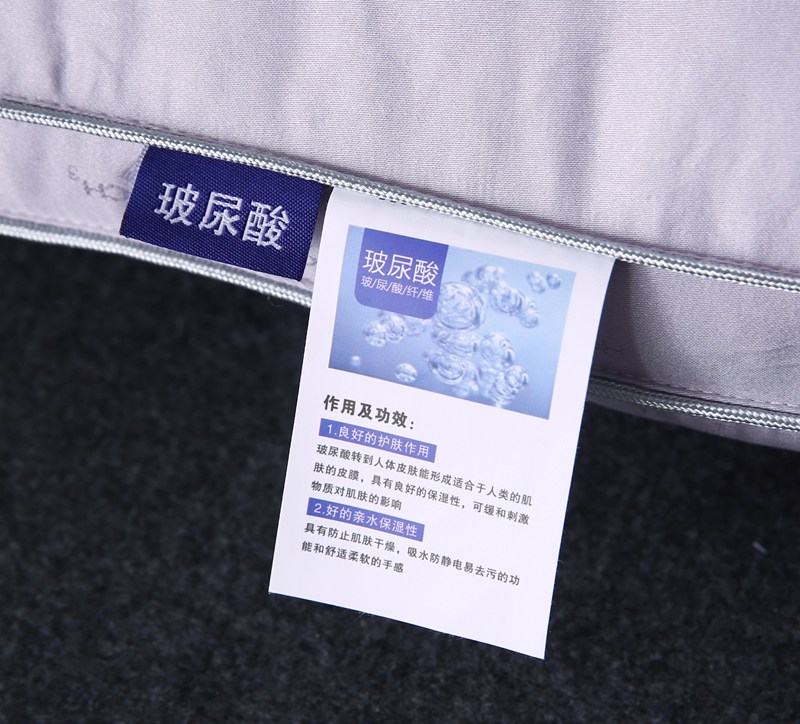 玻尿酸
玻尿酸
玻/尿/酸/纤/维
作用及功效：
1.良好的护肤作用
玻尿酸转到人体皮肤能形成适合于人类的肌
肤的皮膜，具有良好的保湿性，可缓和刺激
物质对肌肤的影响
2.好的亲水保湿性
具有防止肌肤干燥，吸水防静电易去污的功
能和舒适柔软的手感